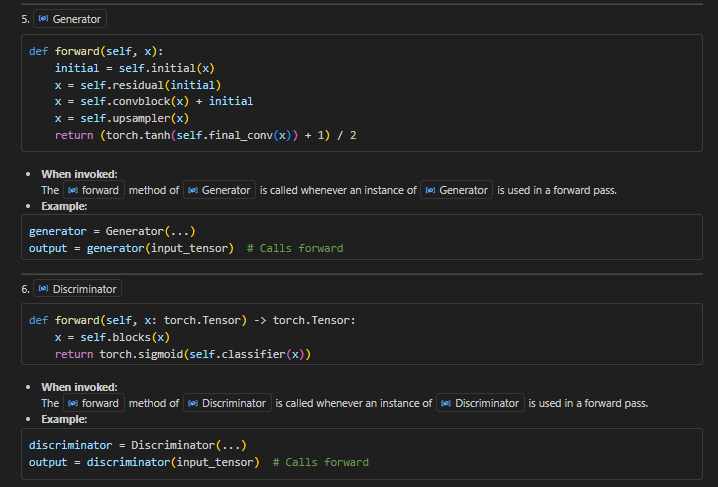 5. Generator
def forward(self, x):
    initial = self.initial(x)
    x = self.residual(initial)
    x = self.convblock(x) + initial
    x = self.upsampler(x)
    return (torch.tanh(self.final_conv(x)) + 1) / 2
• When invoked:
The forward method of Generator is called whenever an instance of Generator is used in a forward pass.
• Example:
generator = Generator(...)
output = generator(input_tensor)  # Calls forward
6. Discriminator
def forward(self, x: torch.Tensor) -> torch.Tensor:
    x = self.blocks(x)
    return torch.sigmoid(self.classifier(x))
• When invoked:
The forward method of Discriminator is called whenever an instance of Discriminator is used in a forward pass.
• Example:
discriminator = Discriminator(...)
output = discriminator(input_tensor)  # Calls forward